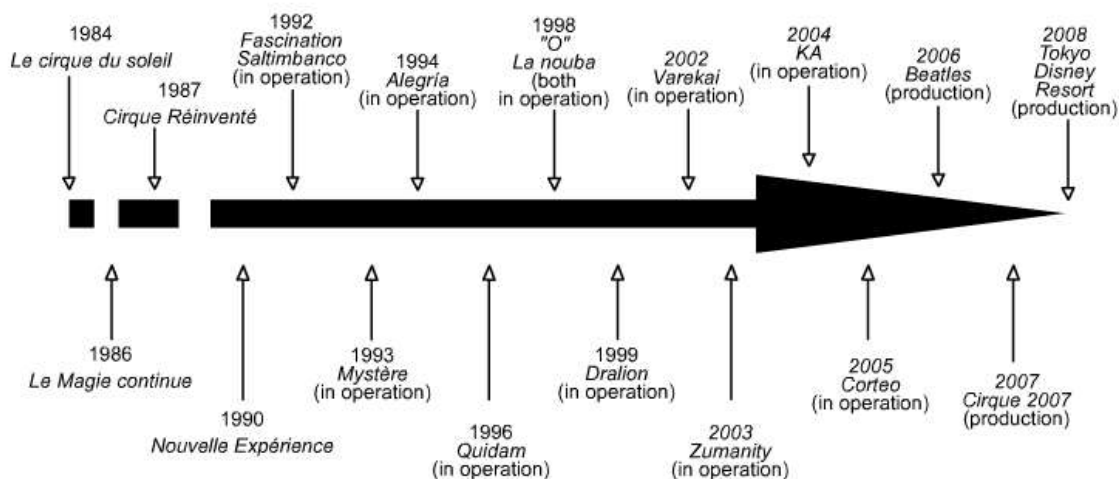 1984
Le cirque du soleil
1987
Cirque Réinventé
1992
Fascination
Saltimbanco
(in operation)
1994
Alegría
(in operation)
1998
"O"
La nouba
(both
in operation)
2002
Varekai
(in operation)
2004
KA
(in operation)
2006
Beatles
(production)
2008
Tokyo
Disney
Resort
(production)
1986
Le Magie continue
1990
Nouvelle Expérience
1993
Mystère
(in operation)
1996
Quidam
(in operation)
1999
Dralion
(in operation)
2003
Zumanity
(in operation)
2005
Corteo
(in operation)
2007
Cirque 2007
(production)